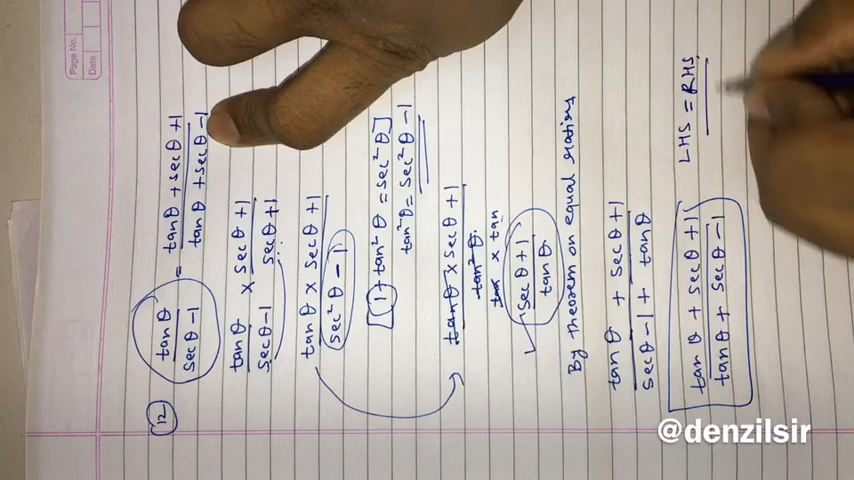 Page No.
Date
12 tanθ / secθ-1 = tanθ + secθ +1 / tanθ + secθ -1
tanθ / secθ-1 × secθ+1 / secθ+1
tanθ × secθ+1 / sec²θ - 1
[1 + tan²θ = sec²θ]
tan²θ = sec²θ -1
tanθ × secθ+1 / tan²θ.
tan × tan
secθ+1 / tanθ.
By theorem on equal ratios
tanθ + secθ+1 / secθ-1 + tanθ
tanθ + secθ+1 / tanθ + secθ-1
LHS = RHS
@denzilsir